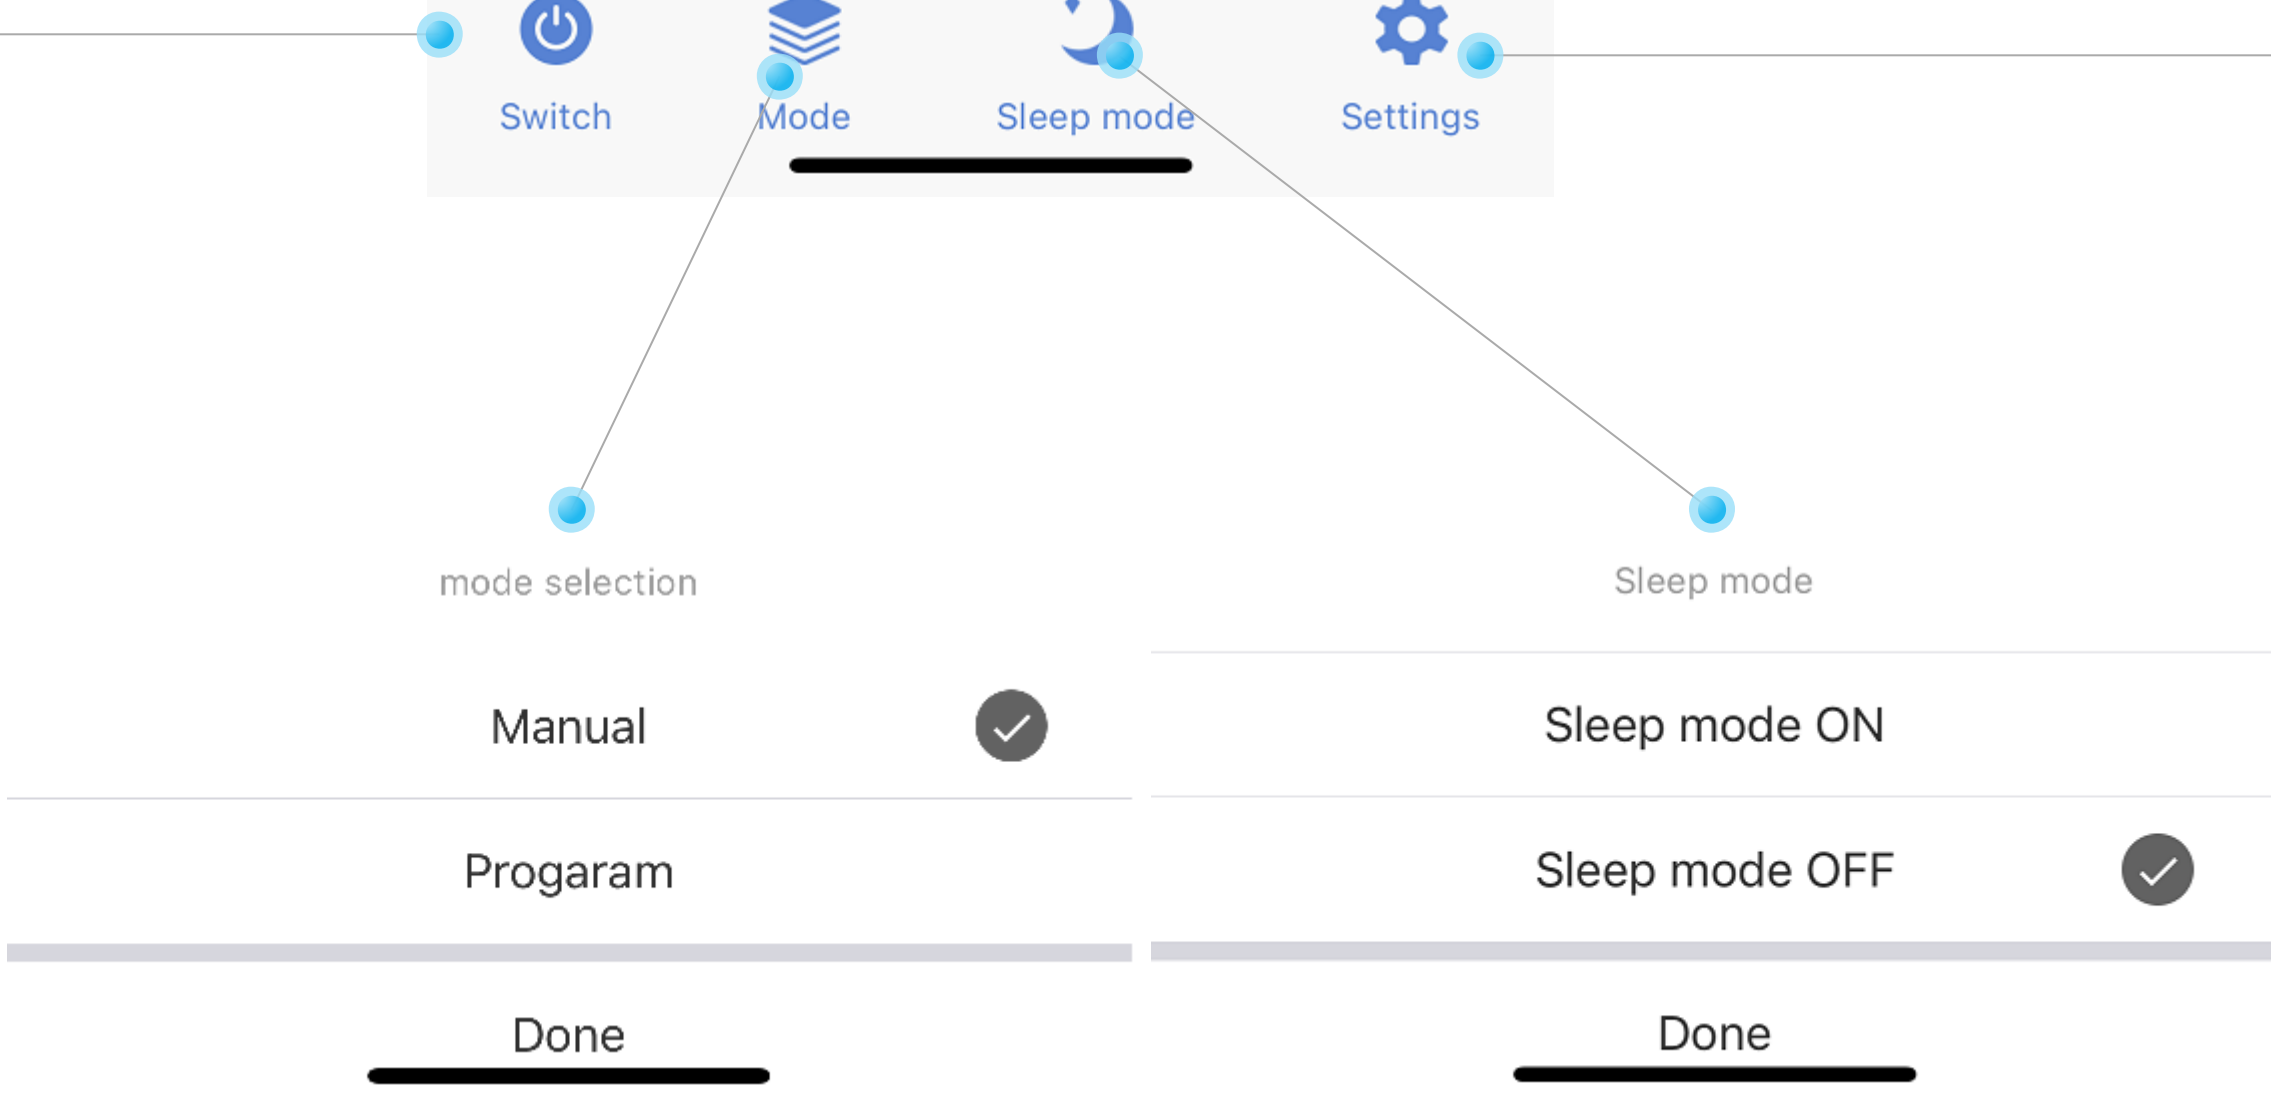 Switch Mode Sleep mode Settings
mode selection
Manual
Progaram
Done
Sleep mode
Sleep mode ON
Sleep mode OFF
Done